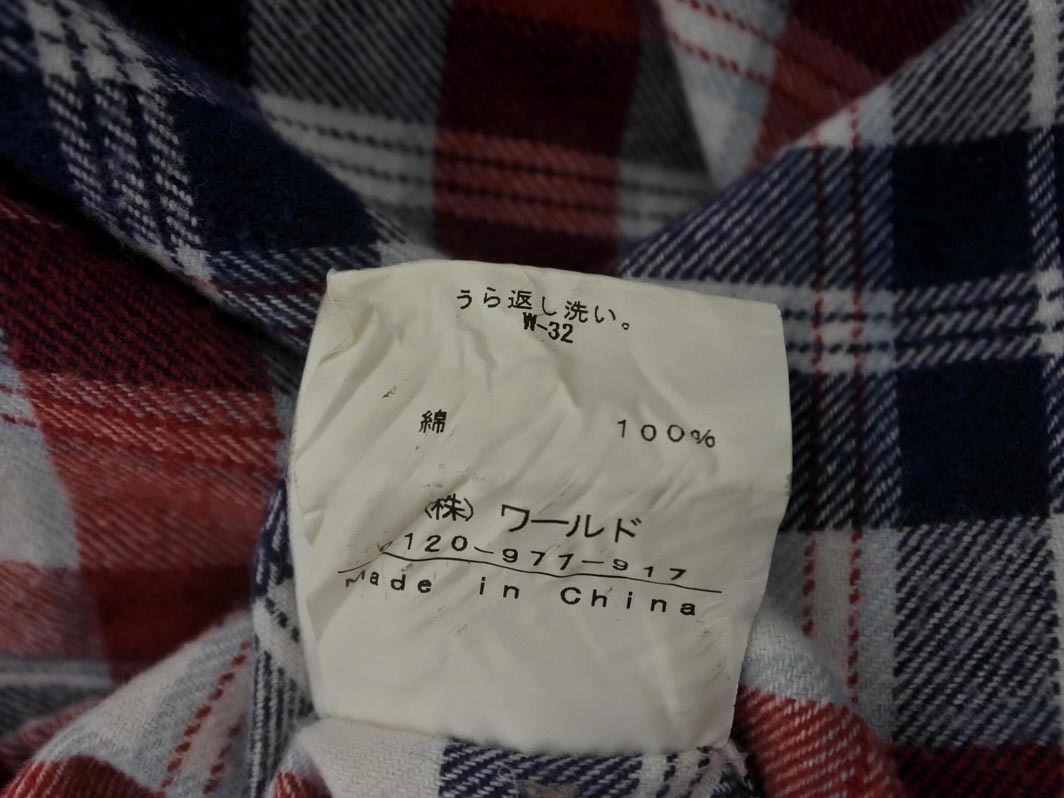 うら返し洗い。
W-32
綿 100%
(株) ワールド
120-977-917
Made in China